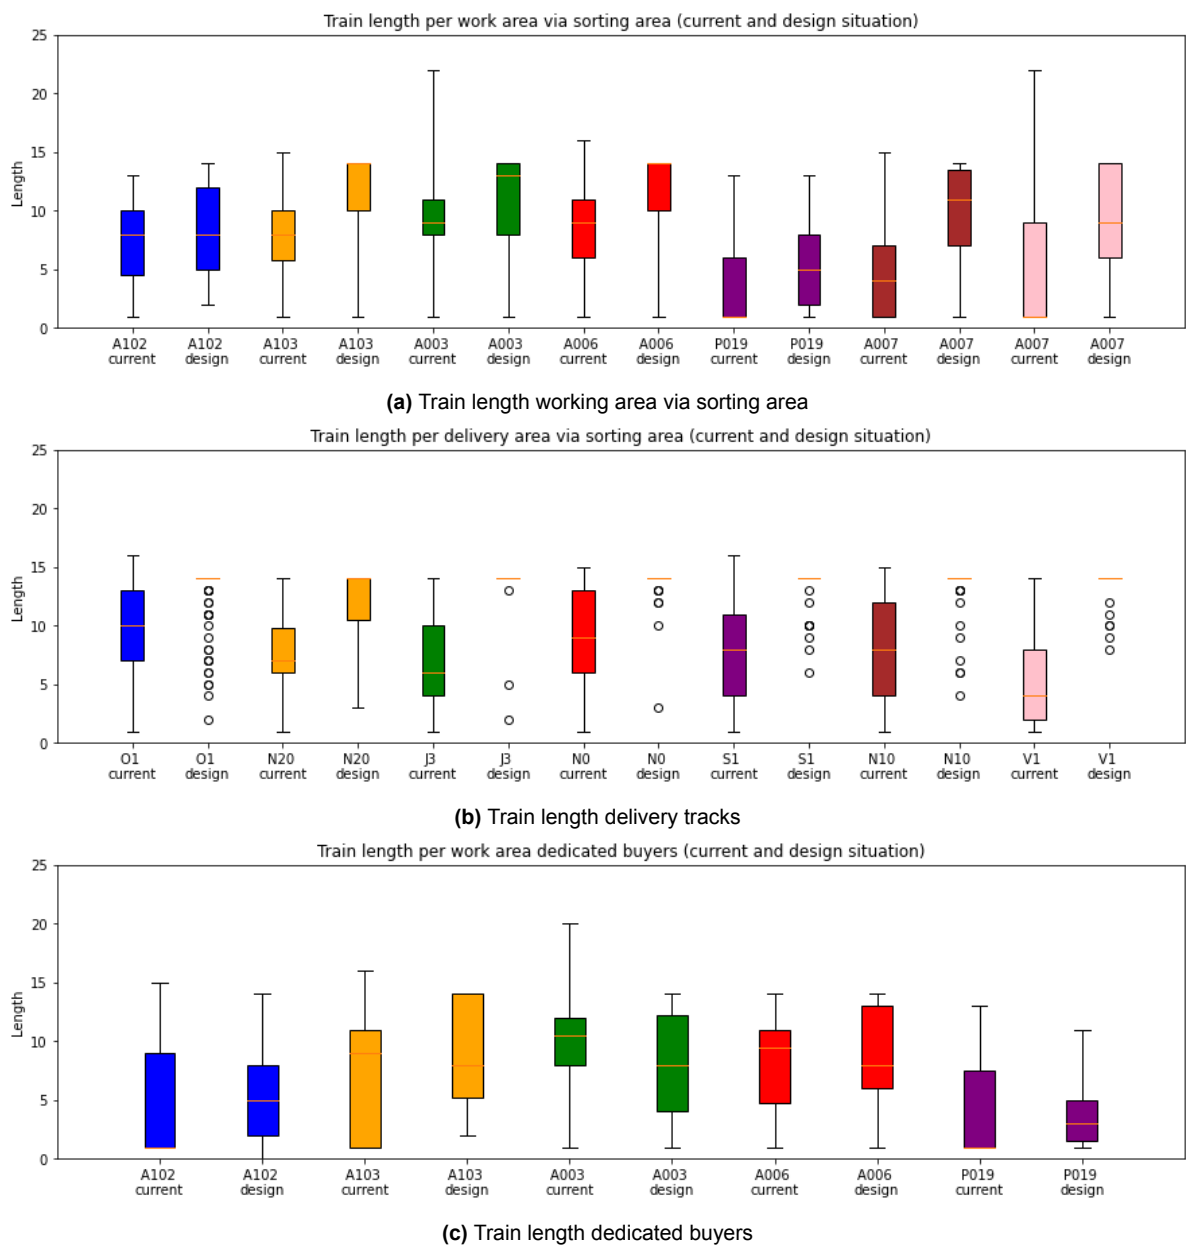 Train length per work area via sorting area (current and design situation)
25
20
15
10
5
0
Length
A102 current
A102 design
A103 current
A103 design
A003 current
A003 design
A006 current
A006 design
P019 current
P019 design
A007 current
A007 design
A007 current
A007 design
(a) Train length working area via sorting area
Train length per delivery area via sorting area (current and design situation)
25
20
15
10
5
0
Length
O1 current
O1 design
N20 current
N20 design
J3 current
J3 design
N0 current
N0 design
S1 current
S1 design
N10 current
N10 design
V1 current
V1 design
(b) Train length delivery tracks
Train length per work area dedicated buyers (current and design situation)
25
20
15
10
5
0
Length
A102 current
A102 design
A103 current
A103 design
A003 current
A003 design
A006 current
A006 design
P019 current
P019 design
(c) Train length dedicated buyers